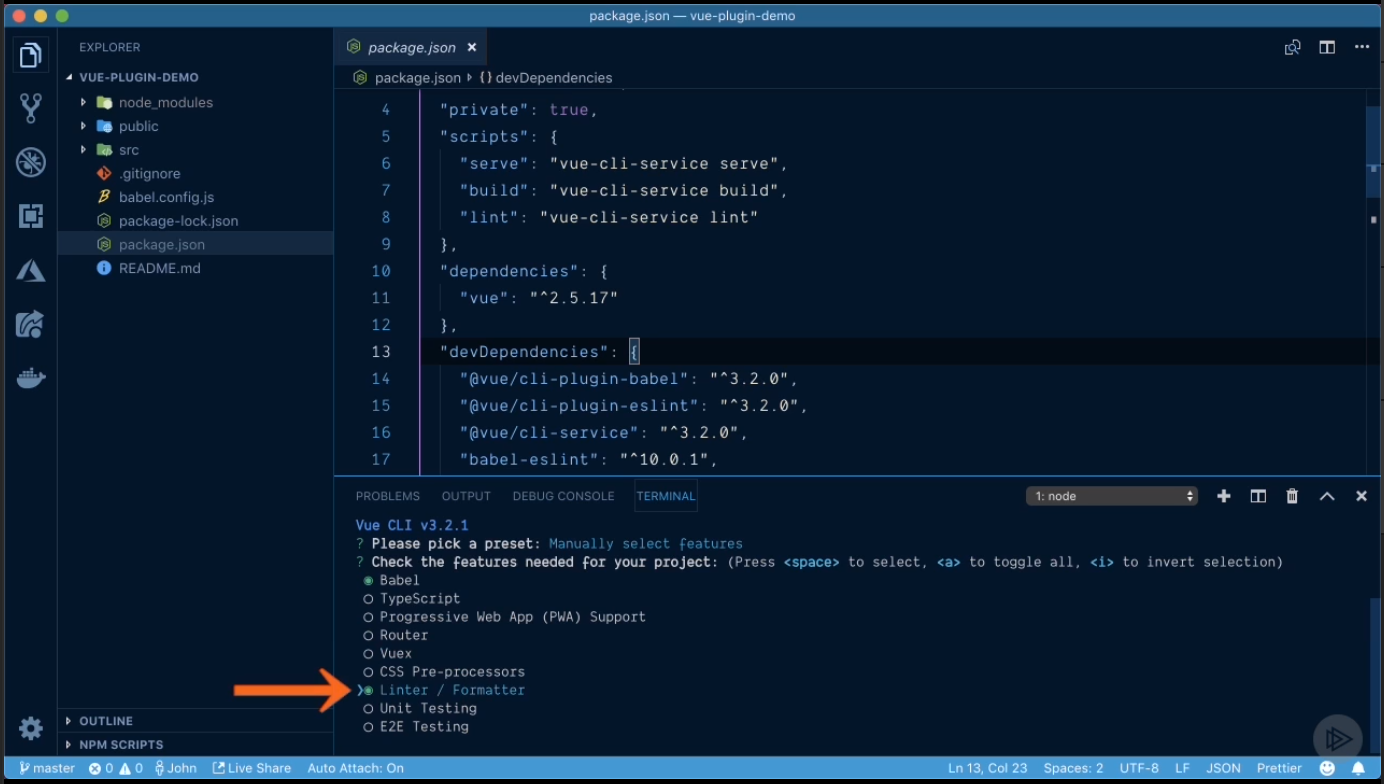 package.json — vue-plugin-demo
EXPLORER
VUE-PLUGIN-DEMO
node_modules
public
src
.gitignore
babel.config.js
package-lock.json
package.json
README.md
OUTLINE
NPM SCRIPTS
package.json ×
package.json {} devDependencies
4 "private": true,
5 "scripts": {
6 "serve": "vue-cli-service serve",
7 "build": "vue-cli-service build",
8 "lint": "vue-cli-service lint"
9 },
10 "dependencies": {
11 "vue": "^2.5.17"
12 },
13 "devDependencies": {
14 "@vue/cli-plugin-babel": "^3.2.0",
15 "@vue/cli-plugin-eslint": "^3.2.0",
16 "@vue/cli-service": "^3.2.0",
17 "babel-eslint": "^10.0.1",
PROBLEMS OUTPUT DEBUG CONSOLE TERMINAL 1: node
Vue CLI v3.2.1
? Please pick a preset: Manually select features
? Check the features needed for your project: (Press <space> to select, <a> to toggle all, <i> to invert selection)
◉ Babel
◯ TypeScript
◯ Progressive Web App (PWA) Support
◯ Router
◯ Vuex
◯ CSS Pre-processors
❯◉ Linter / Formatter
◯ Unit Testing
◯ E2E Testing
master 0 0 John Live Share Auto Attach: On Ln 13, Col 23 Spaces: 2 UTF-8 LF JSON Prettier